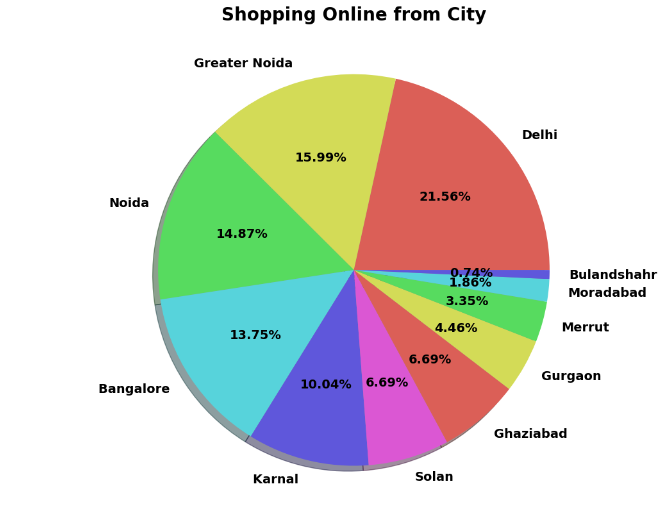 Shopping Online from City
Greater Noida
Delhi
15.99%
21.56%
Noida
14.87%
0.74%
Bulandshahr
1.86%
Moradabad
3.35%
Merrut
4.46%
13.75%
6.69%
Gurgaon
10.04%
6.69%
Bangalore
Ghaziabad
Karnal
Solan